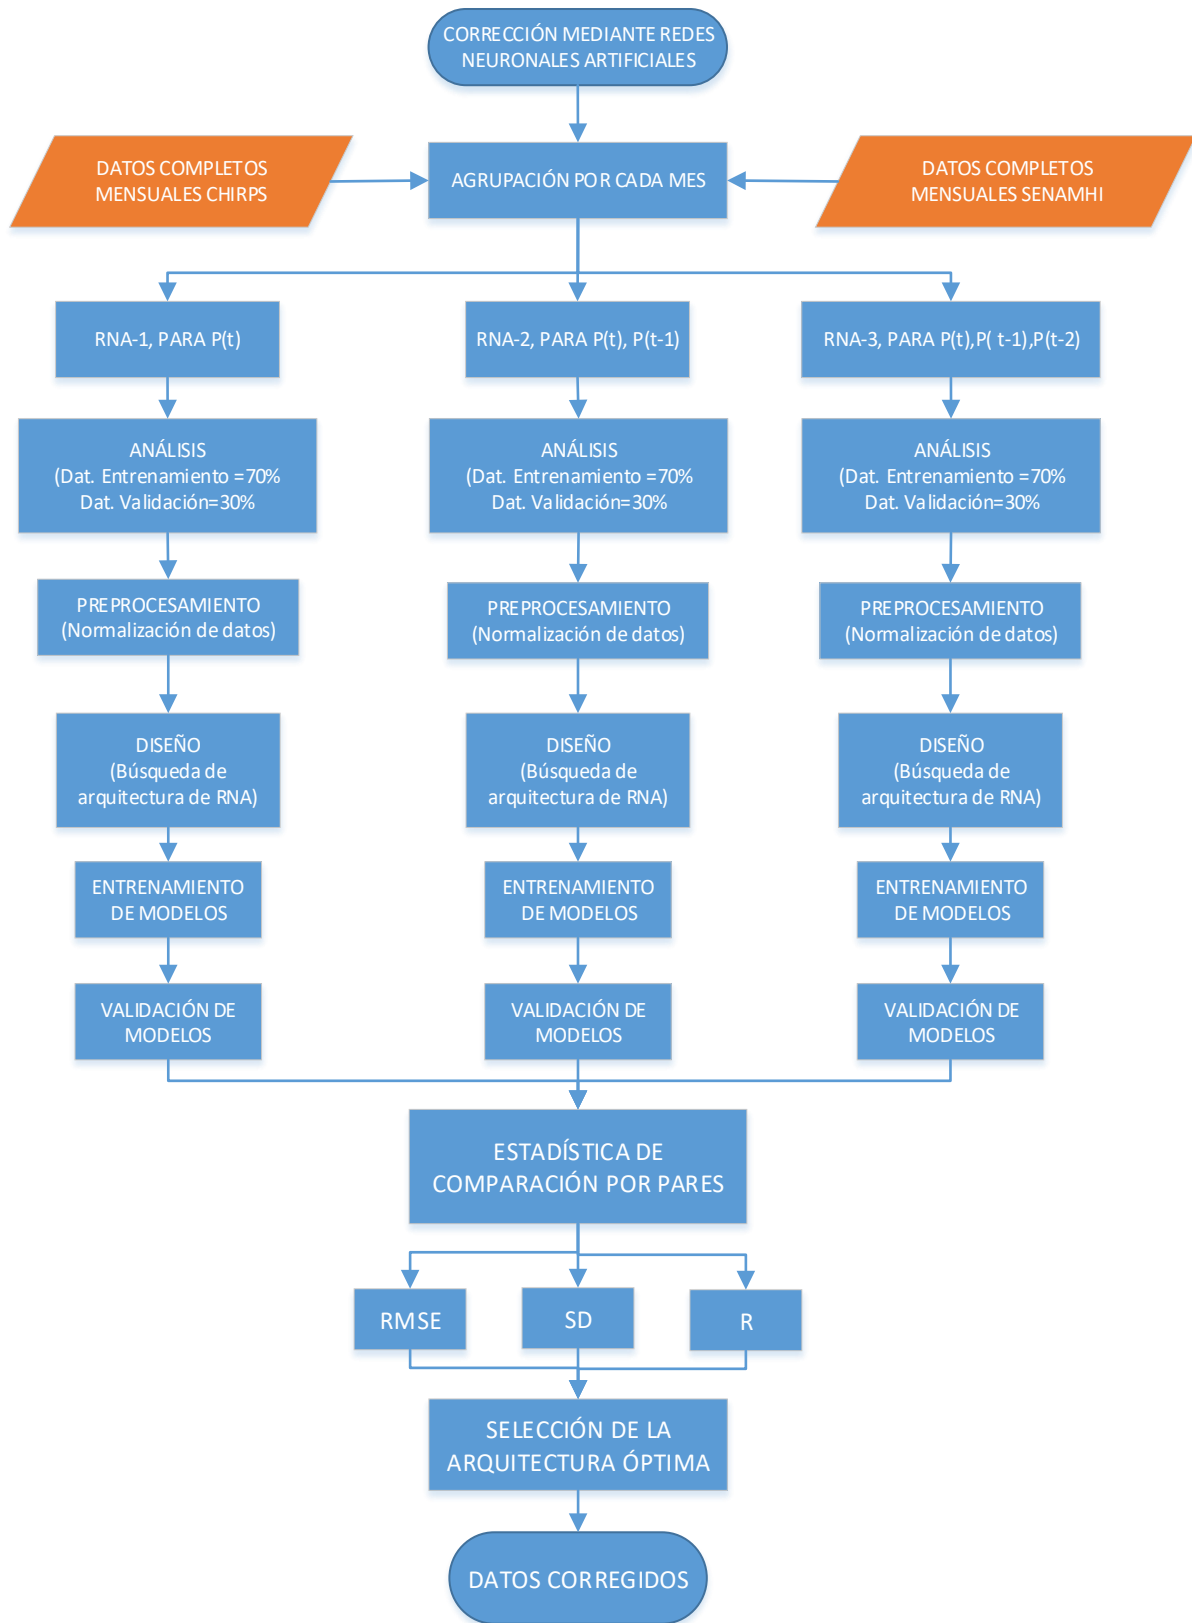 CORRECCIÓN MEDIANTE REDES
NEURONALES ARTIFICIALES
DATOS COMPLETOS
MENSUALES CHIRPS
AGRUPACIÓN POR CADA MES
DATOS COMPLETOS
MENSUALES SENAMHI
RNA-1, PARA P(t)
RNA-2, PARA P(t), P(t-1)
RNA-3, PARA P(t),P( t-1),P(t-2)
ANÁLISIS
(Dat. Entrenamiento =70%
Dat. Validación=30%
ANÁLISIS
(Dat. Entrenamiento =70%
Dat. Validación=30%
ANÁLISIS
(Dat. Entrenamiento =70%
Dat. Validación=30%
PREPROCESAMIENTO
(Normalización de datos)
PREPROCESAMIENTO
(Normalización de datos)
PREPROCESAMIENTO
(Normalización de datos)
DISEÑO
(Búsqueda de
arquitectura de RNA)
DISEÑO
(Búsqueda de
arquitectura de RNA)
DISEÑO
(Búsqueda de
arquitectura de RNA)
ENTRENAMIENTO
DE MODELOS
ENTRENAMIENTO
DE MODELOS
ENTRENAMIENTO
DE MODELOS
VALIDACIÓN DE
MODELOS
VALIDACIÓN DE
MODELOS
VALIDACIÓN DE
MODELOS
ESTADÍSTICA DE
COMPARACIÓN POR PARES
RMSE
SD
R
SELECCIÓN DE LA
ARQUITECTURA ÓPTIMA
DATOS CORREGIDOS